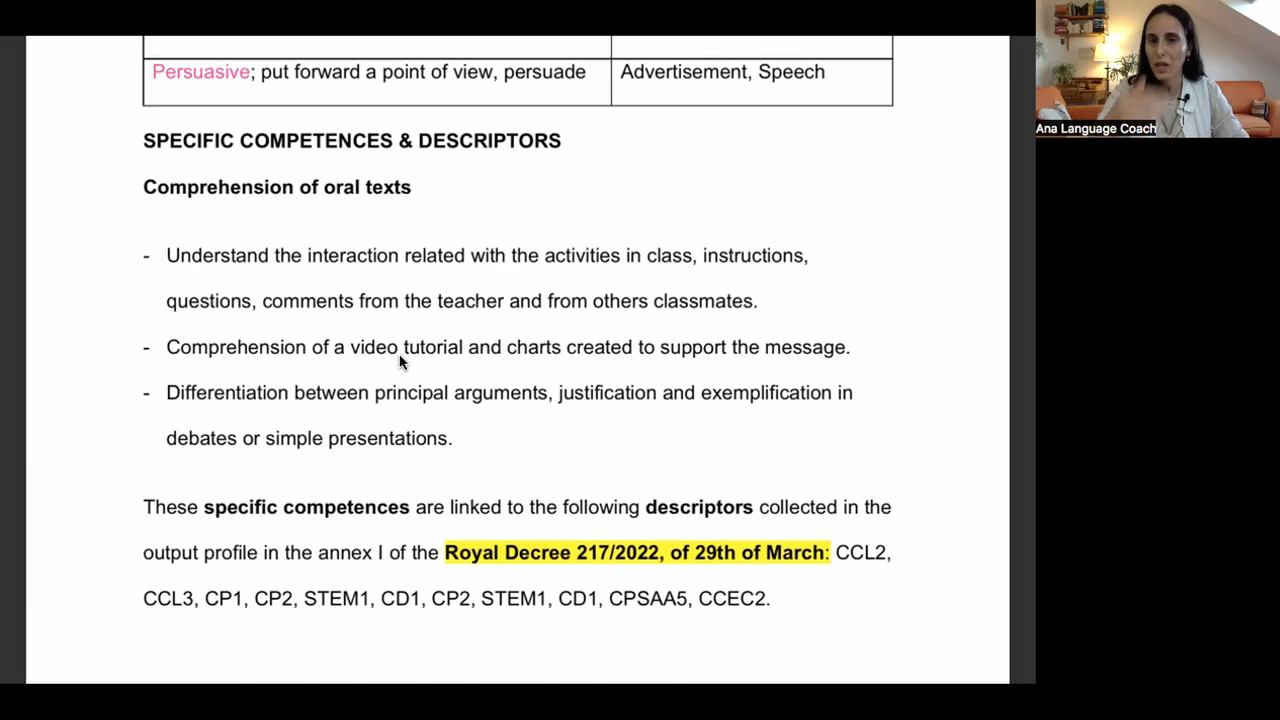 Persuasive; put forward a point of view, persuade
Advertisement, Speech
Ana Language Coach
SPECIFIC COMPETENCES & DESCRIPTORS
Comprehension of oral texts
- Understand the interaction related with the activities in class, instructions,
questions, comments from the teacher and from others classmates.
- Comprehension of a video tutorial and charts created to support the message.
- Differentiation between principal arguments, justification and exemplification in
debates or simple presentations.
These specific competences are linked to the following descriptors collected in the
output profile in the annex I of the Royal Decree 217/2022, of 29th of March: CCL2,
CCL3, CP1, CP2, STEM1, CD1, CP2, STEM1, CD1, CPSAA5, CCEC2.